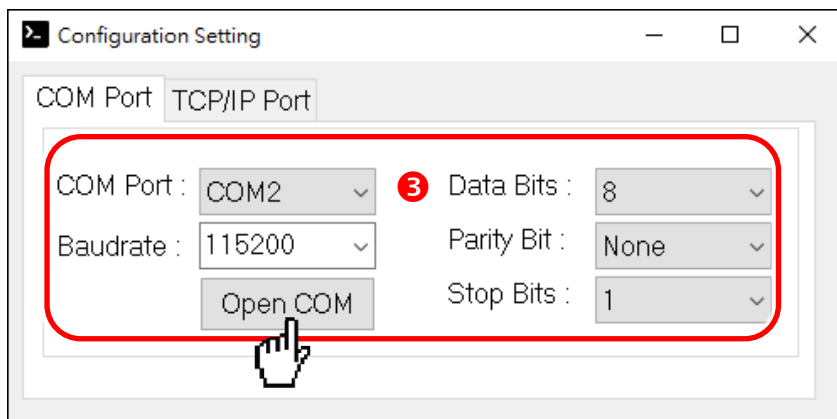 Configuration Setting
COM Port TCP/IP Port
COM Port : COM2
Baudrate : 115200
Open COM
3
Data Bits : 8
Parity Bit : None
Stop Bits : 1